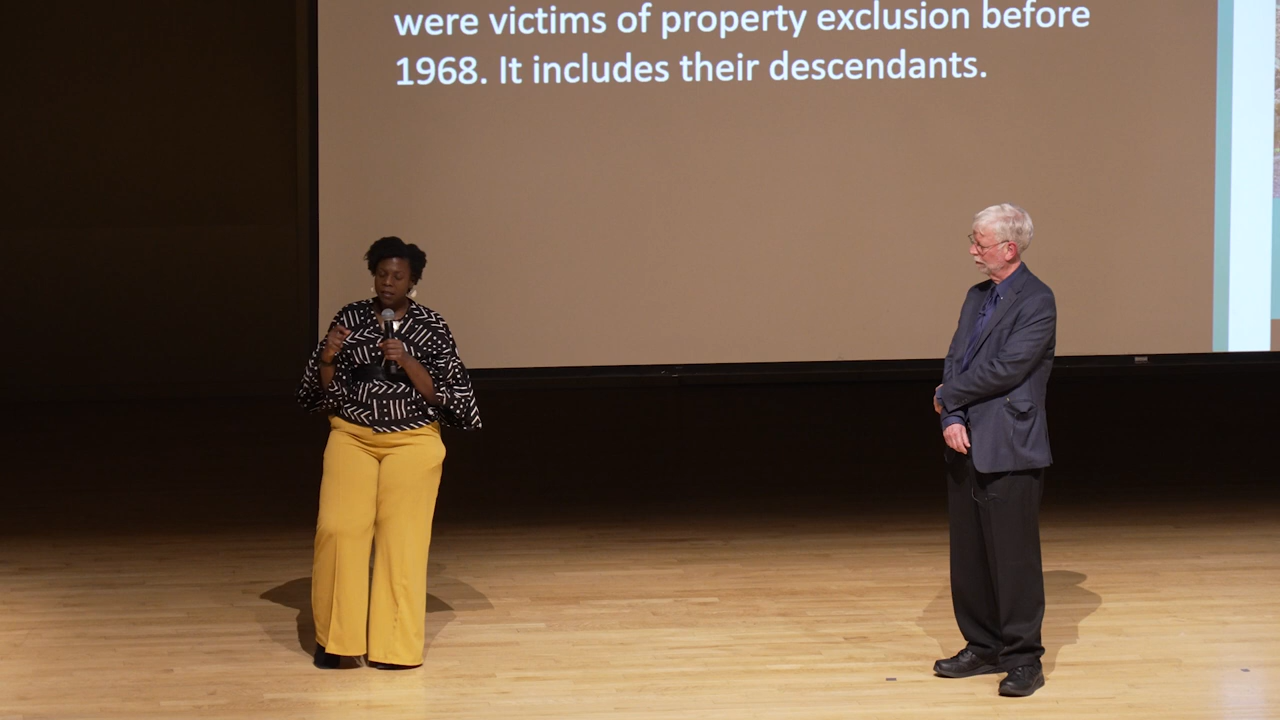 were victims of property exclusion before
1968. It includes their descendants.